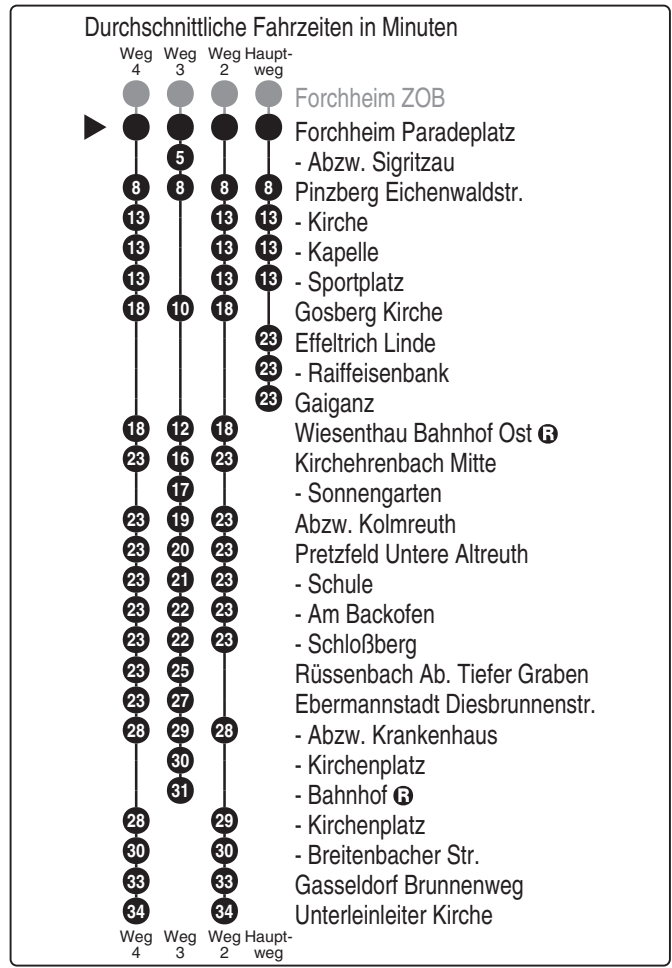 Durchschnittliche Fahrzeiten in Minuten
Weg Weg Weg Haupt-
4 3 2 weg
Forchheim ZOB
Forchheim Paradeplatz
5 - Abzw. Sigritzau
8 8 8 8 Pinzberg Eichenwaldstr.
13 13 13 - Kirche
13 13 13 - Kapelle
13 13 13 - Sportplatz
18 10 18 Gosberg Kirche
23 Effeltrich Linde
23 - Raiffeisenbank
23 Gaiganz
18 12 18 Wiesenthau Bahnhof Ost R
23 16 23 Kirchehrenbach Mitte
17 - Sonnengarten
23 19 23 Abzw. Kolmreuth
23 20 23 Pretzfeld Untere Altreuth
23 21 23 - Schule
23 22 23 - Am Backofen
23 22 23 - Schloßberg
23 25 Rüssenbach Ab. Tiefer Graben
23 27 Ebermannstadt Diesbrunnenstr.
28 29 28 - Abzw. Krankenhaus
30 - Kirchenplatz
31 - Bahnhof R
28 29 - Kirchenplatz
30 30 - Breitenbacher Str.
33 33 Gasseldorf Brunnenweg
34 34 Unterleinleiter Kirche
Weg Weg Weg Haupt-
4 3 2 weg